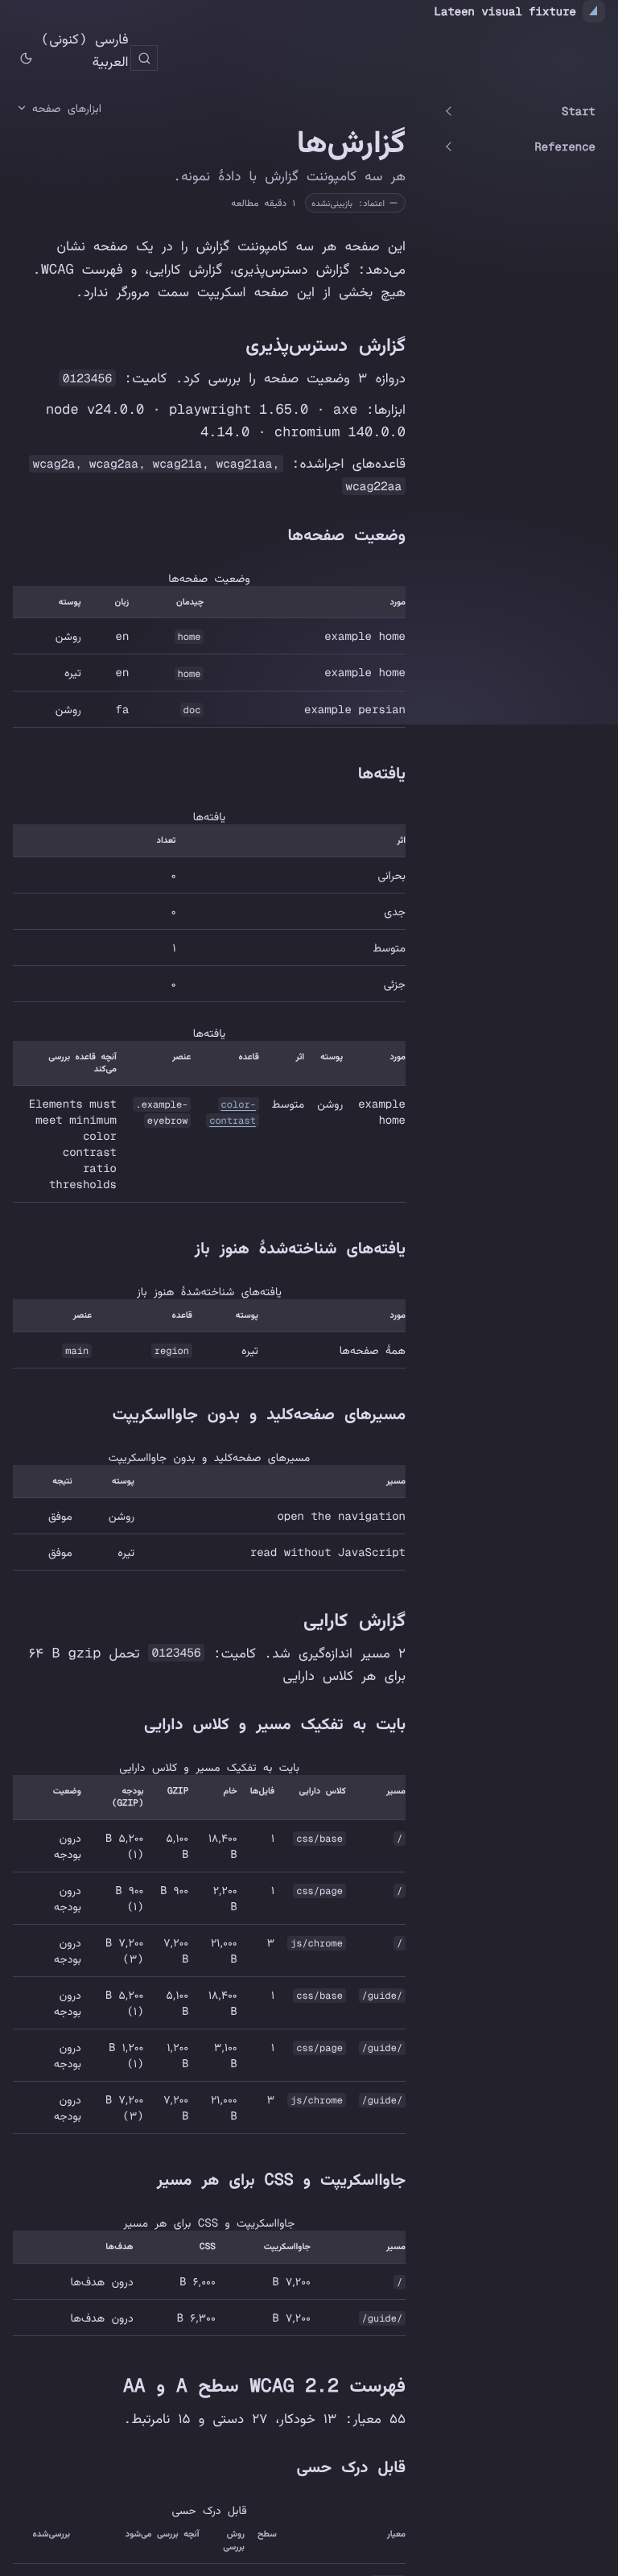 Lateen visual fixture
فارسی (کنونی)
العربية
Start
Reference
ابزارهای صفحه
گزارش‌ها
هر سه کامپوننت گزارش با دادهٔ نمونه.
— اعتماد: بازبینی‌نشده
۱ دقیقه مطالعه
این صفحه هر سه کامپوننت گزارش را در یک صفحه نشان
می‌دهد: گزارش دسترس‌پذیری، گزارش کارایی، و فهرست WCAG.
هیچ بخشی از این صفحه اسکریپت سمت مرورگر ندارد.
گزارش دسترس‌پذیری
دروازه ۳ وضعیت صفحه را بررسی کرد. کامیت: 0123456
ابزارها: node v24.0.0 · playwright 1.65.0 · axe
4.14.0 · chromium 140.0.0
قاعده‌های اجراشده: wcag2a, wcag2aa, wcag21a, wcag21aa,
wcag22aa
وضعیت صفحه‌ها
وضعیت صفحه‌ها
مورد چیدمان زبان پوسته
example home home en روشن
example home home en تیره
example persian doc fa روشن
یافته‌ها
یافته‌ها
اثر تعداد
بحرانی ۰
جدی ۰
متوسط ۱
جزئی ۰
یافته‌ها
مورد پوسته اثر قاعده عنصر آنچه قاعده بررسی
می‌کند
example روشن متوسط color- .example- Elements must
home contrast eyebrow meet minimum
color
contrast
ratio
thresholds
یافته‌های شناخته‌شدهٔ هنوز باز
یافته‌های شناخته‌شدهٔ هنوز باز
مورد پوسته قاعده عنصر
همهٔ صفحه‌ها تیره region main
مسیرهای صفحه‌کلید و بدون جاوااسکریپت
مسیرهای صفحه‌کلید و بدون جاوااسکریپت
مسیر پوسته نتیجه
open the navigation روشن موفق
read without JavaScript تیره موفق
گزارش کارایی
۲ مسیر اندازه‌گیری شد. کامیت: 0123456 تحمل ۶۴ B gzip
برای هر کلاس دارایی
بایت به تفکیک مسیر و کلاس دارایی
بایت به تفکیک مسیر و کلاس دارایی
مسیر کلاس دارایی فایل‌ها خام GZIP بودجه وضعیت
(GZIP)
/ css/base ۱ ۱۸,۴۰۰ ۵,۱۰۰ ۵,۲۰۰ B درون
B B (۱) بودجه
/ css/page ۱ ۲,۲۰۰ ۹۰۰ B ۹۰۰ B درون
B (۱) بودجه
/ js/chrome ۳ ۲۱,۰۰۰ ۷,۲۰۰ ۷,۲۰۰ B درون
B B (۳) بودجه
/guide/ css/base ۱ ۱۸,۴۰۰ ۵,۱۰۰ ۵,۲۰۰ B درون
B B (۱) بودجه
/guide/ css/page ۱ ۳,۱۰۰ ۱,۲۰۰ ۱,۲۰۰ B درون
B B (۱) بودجه
/guide/ js/chrome ۳ ۲۱,۰۰۰ ۷,۲۰۰ ۷,۲۰۰ B درون
B B (۳) بودجه
جاوااسکریپت و CSS برای هر مسیر
جاوااسکریپت و CSS برای هر مسیر
مسیر جاوااسکریپت CSS هدف‌ها
/ ۷,۲۰۰ B ۶,۰۰۰ B درون هدف‌ها
/guide/ ۷,۲۰۰ B ۶,۳۰۰ B درون هدف‌ها
فهرست WCAG 2.2 سطح A و AA
۵۵ معیار: ۱۳ خودکار، ۲۷ دستی و ۱۵ نامرتبط.
قابل درک حسی
قابل درک حسی
معیار سطح روش آنچه بررسی می‌شود بررسی‌شده
بررسی